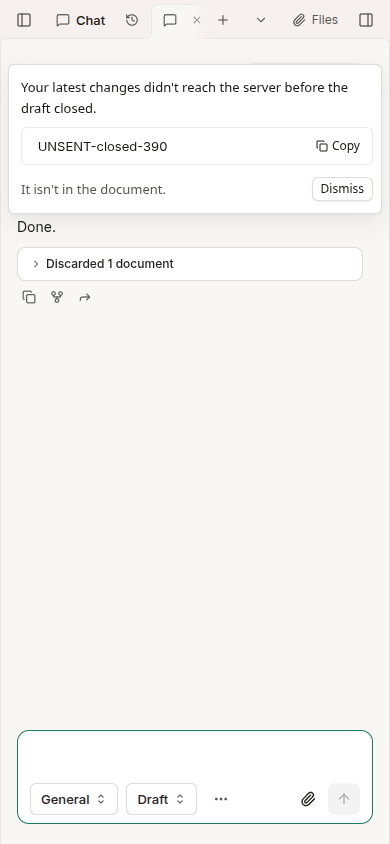 Chat
Files
Your latest changes didn't reach the server before the
draft closed.
UNSENT-closed-390
Copy
It isn't in the document.
Dismiss
Done.
Discarded 1 document
General
Draft